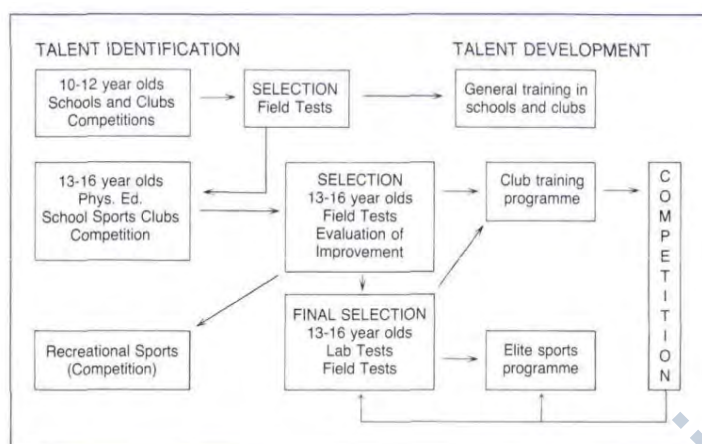 TALENT IDENTIFICATION
TALENT DEVELOPMENT
10-12 year olds
Schools and Clubs
Competitions
SELECTION
Field Tests
General training in
schools and clubs
13-16 year olds
Phys. Ed.
School Sports Clubs
Competition
SELECTION
13-16 year olds
Field Tests
Evaluation of
Improvement
Club training
programme
COMPETITION
FINAL SELECTION
13-16 year olds
Lab Tests
Field Tests
Recreational Sports
(Competition)
Elite sports
programme